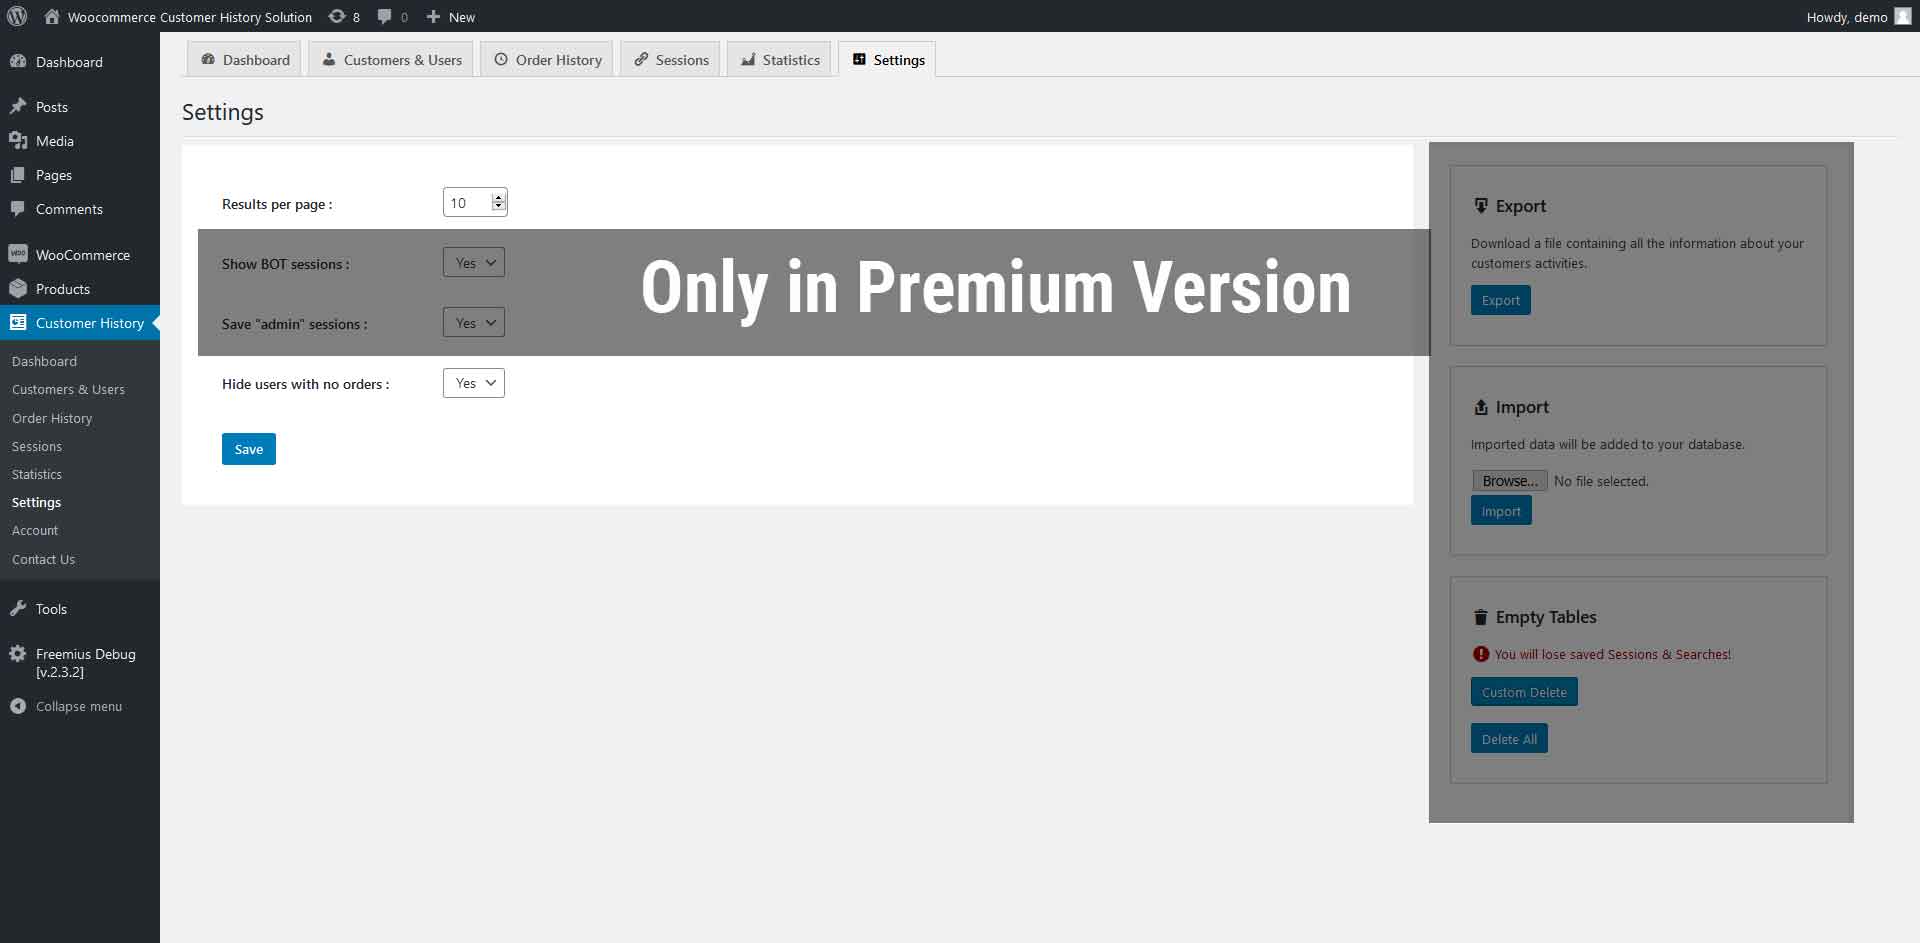 Woocommerce Customer History Solution 8 0 New
Howdy, demo
Dashboard
Posts
Media
Pages
Comments
WooCommerce
Products
Customer History
Dashboard
Customers & Users
Order History
Sessions
Statistics
Settings
Account
Contact Us
Tools
Freemius Debug
[v.2.3.2]
Collapse menu
Dashboard Customers & Users Order History Sessions Statistics Settings
Settings
Results per page : 10
Show BOT sessions : Yes
Save "admin" sessions : Yes
Only in Premium Version
Hide users with no orders : Yes
Save
Export
Download a file containing all the information about your
customers activities.
Export
Import
Imported data will be added to your database.
Browse... No file selected.
Import
Empty Tables
You will lose saved Sessions & Searches!
Custom Delete
Delete All